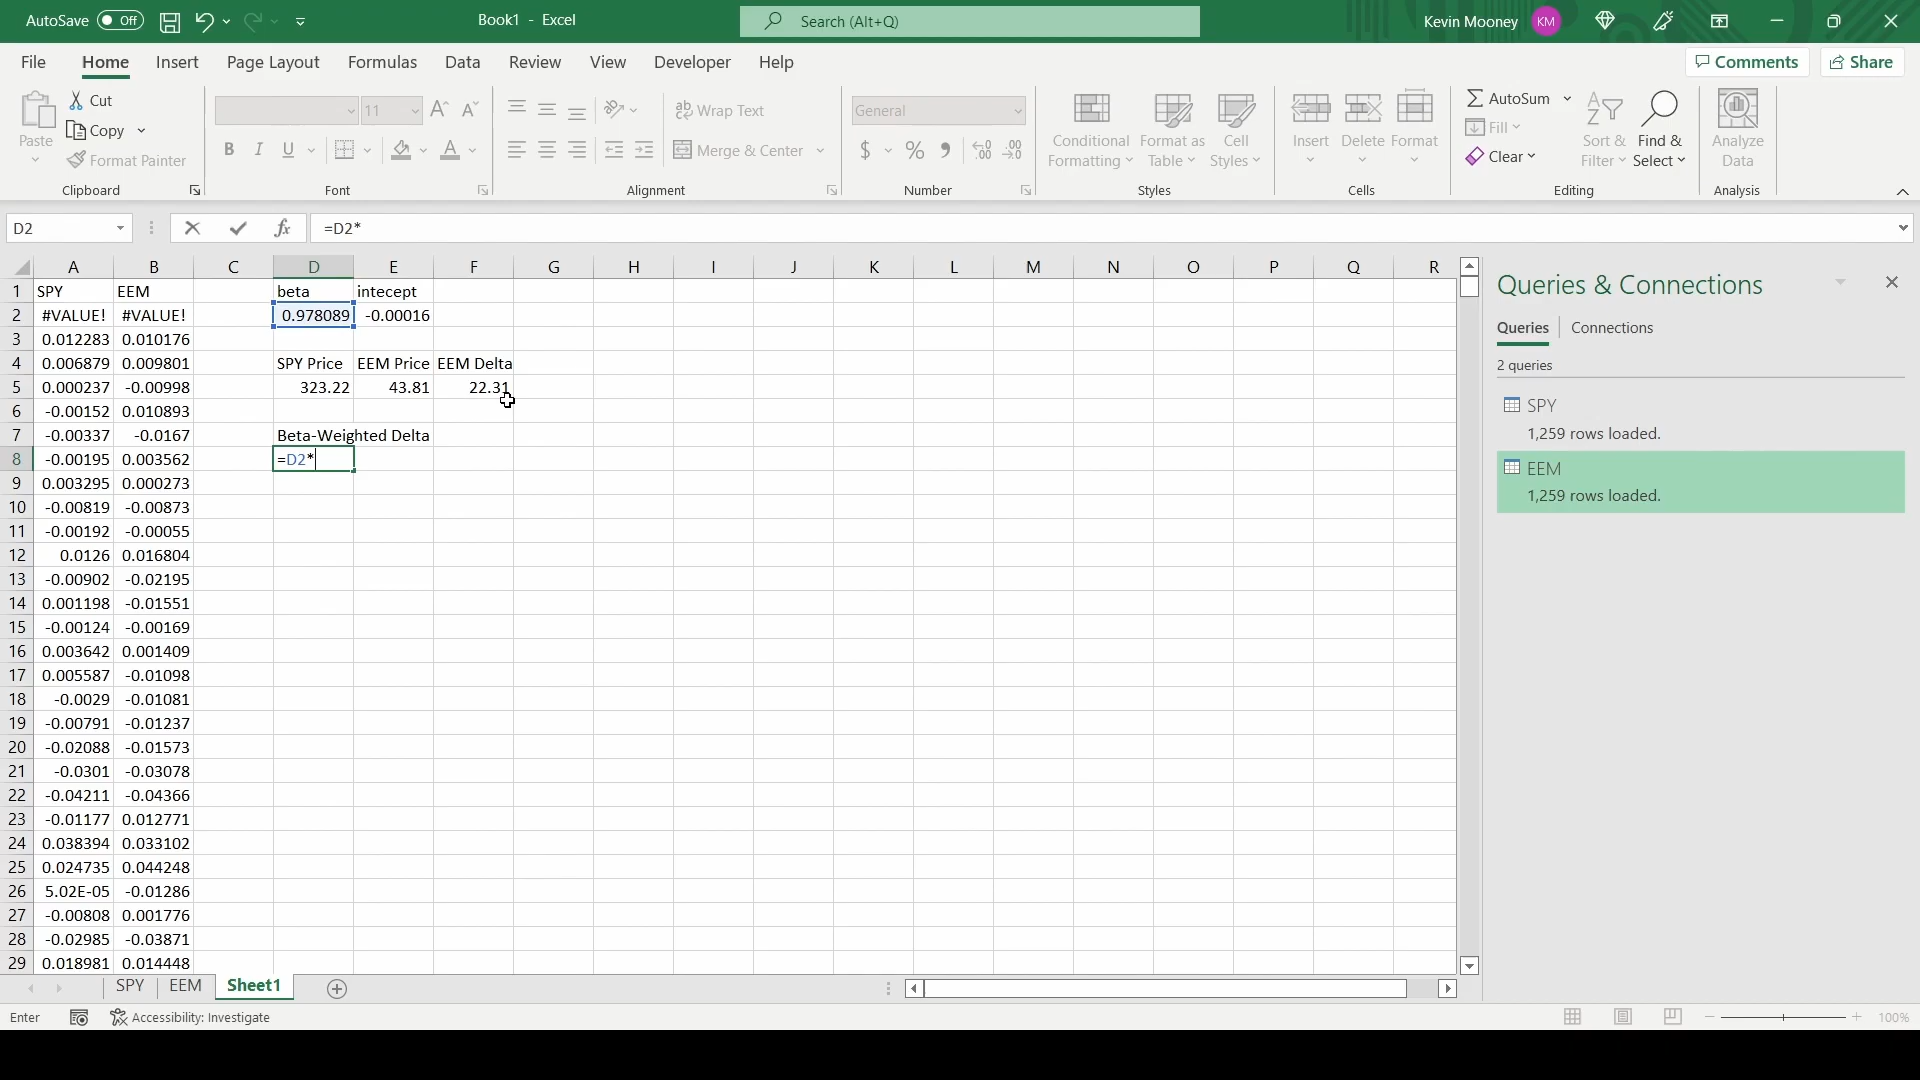 AutoSave Off Book1 - Excel Search (Alt+Q) Kevin Mooney KM
File Home Insert Page Layout Formulas Data Review View Developer Help Comments Share
Paste Cut Copy Format Painter Clipboard
11 B I U Font
Wrap Text Merge & Center Alignment
General $ % Number
Conditional Formatting Format as Table Cell Styles Styles
Insert Delete Format Cells
AutoSum Fill Clear Sort & Filter Find & Select Editing
Analyze Data Analysis
D2 fx =D2*
A B C D E F G H I J K L M N O P Q R
1 SPY EEM beta intecept
2 #VALUE! #VALUE! 0.978089 -0.00016
3 0.012283 0.010176
4 0.006879 0.009801 SPY Price EEM Price EEM Delta
5 0.000237 -0.00998 323.22 43.81 22.31
6 -0.00152 0.010893
7 -0.00337 -0.0167 Beta-Weighted Delta
8 -0.00195 0.003562 =D2*
9 0.003295 0.000273
10 -0.00819 -0.00873
11 -0.00192 -0.00055
12 0.0126 0.016804
13 -0.00902 -0.02195
14 0.001198 -0.01551
15 -0.00124 -0.00169
16 0.003642 0.001409
17 0.005587 -0.01098
18 -0.0029 -0.01081
19 -0.00791 -0.01237
20 -0.02088 -0.01573
21 -0.0301 -0.03078
22 -0.04211 -0.04366
23 -0.01177 0.012771
24 0.038394 0.033102
25 0.024735 0.044248
26 5.02E-05 -0.01286
27 -0.00808 0.001776
28 -0.02985 -0.03871
29 0.018981 0.014448
Queries & Connections
Queries Connections
2 queries
SPY
1,259 rows loaded.
EEM
1,259 rows loaded.
SPY EEM Sheet1
Enter Accessibility: Investigate 100%